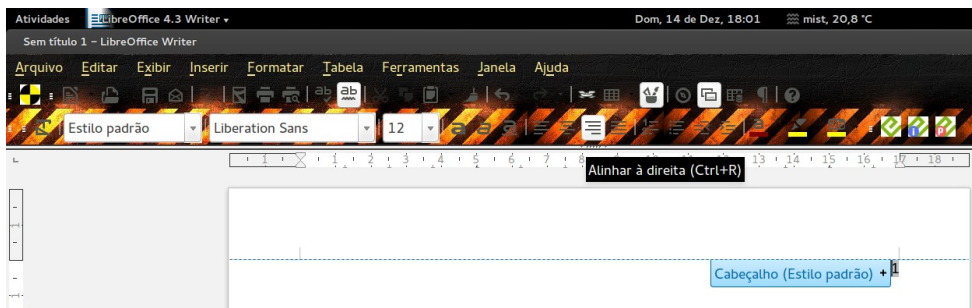 Atividades LibreOffice 4.3 Writer Dom, 14 de Dez, 18:01 mist, 20,8 °C
Sem título 1 – LibreOffice Writer
Arquivo Editar Exibir Inserir Formatar Tabela Ferramentas Janela Ajuda
Estilo padrão Liberation Sans 12 a a a
1 1 2 3 4 5 6 7 8 13 14 15 16 17 18
Alinhar à direita (Ctrl+R)
Cabeçalho (Estilo padrão) + 1